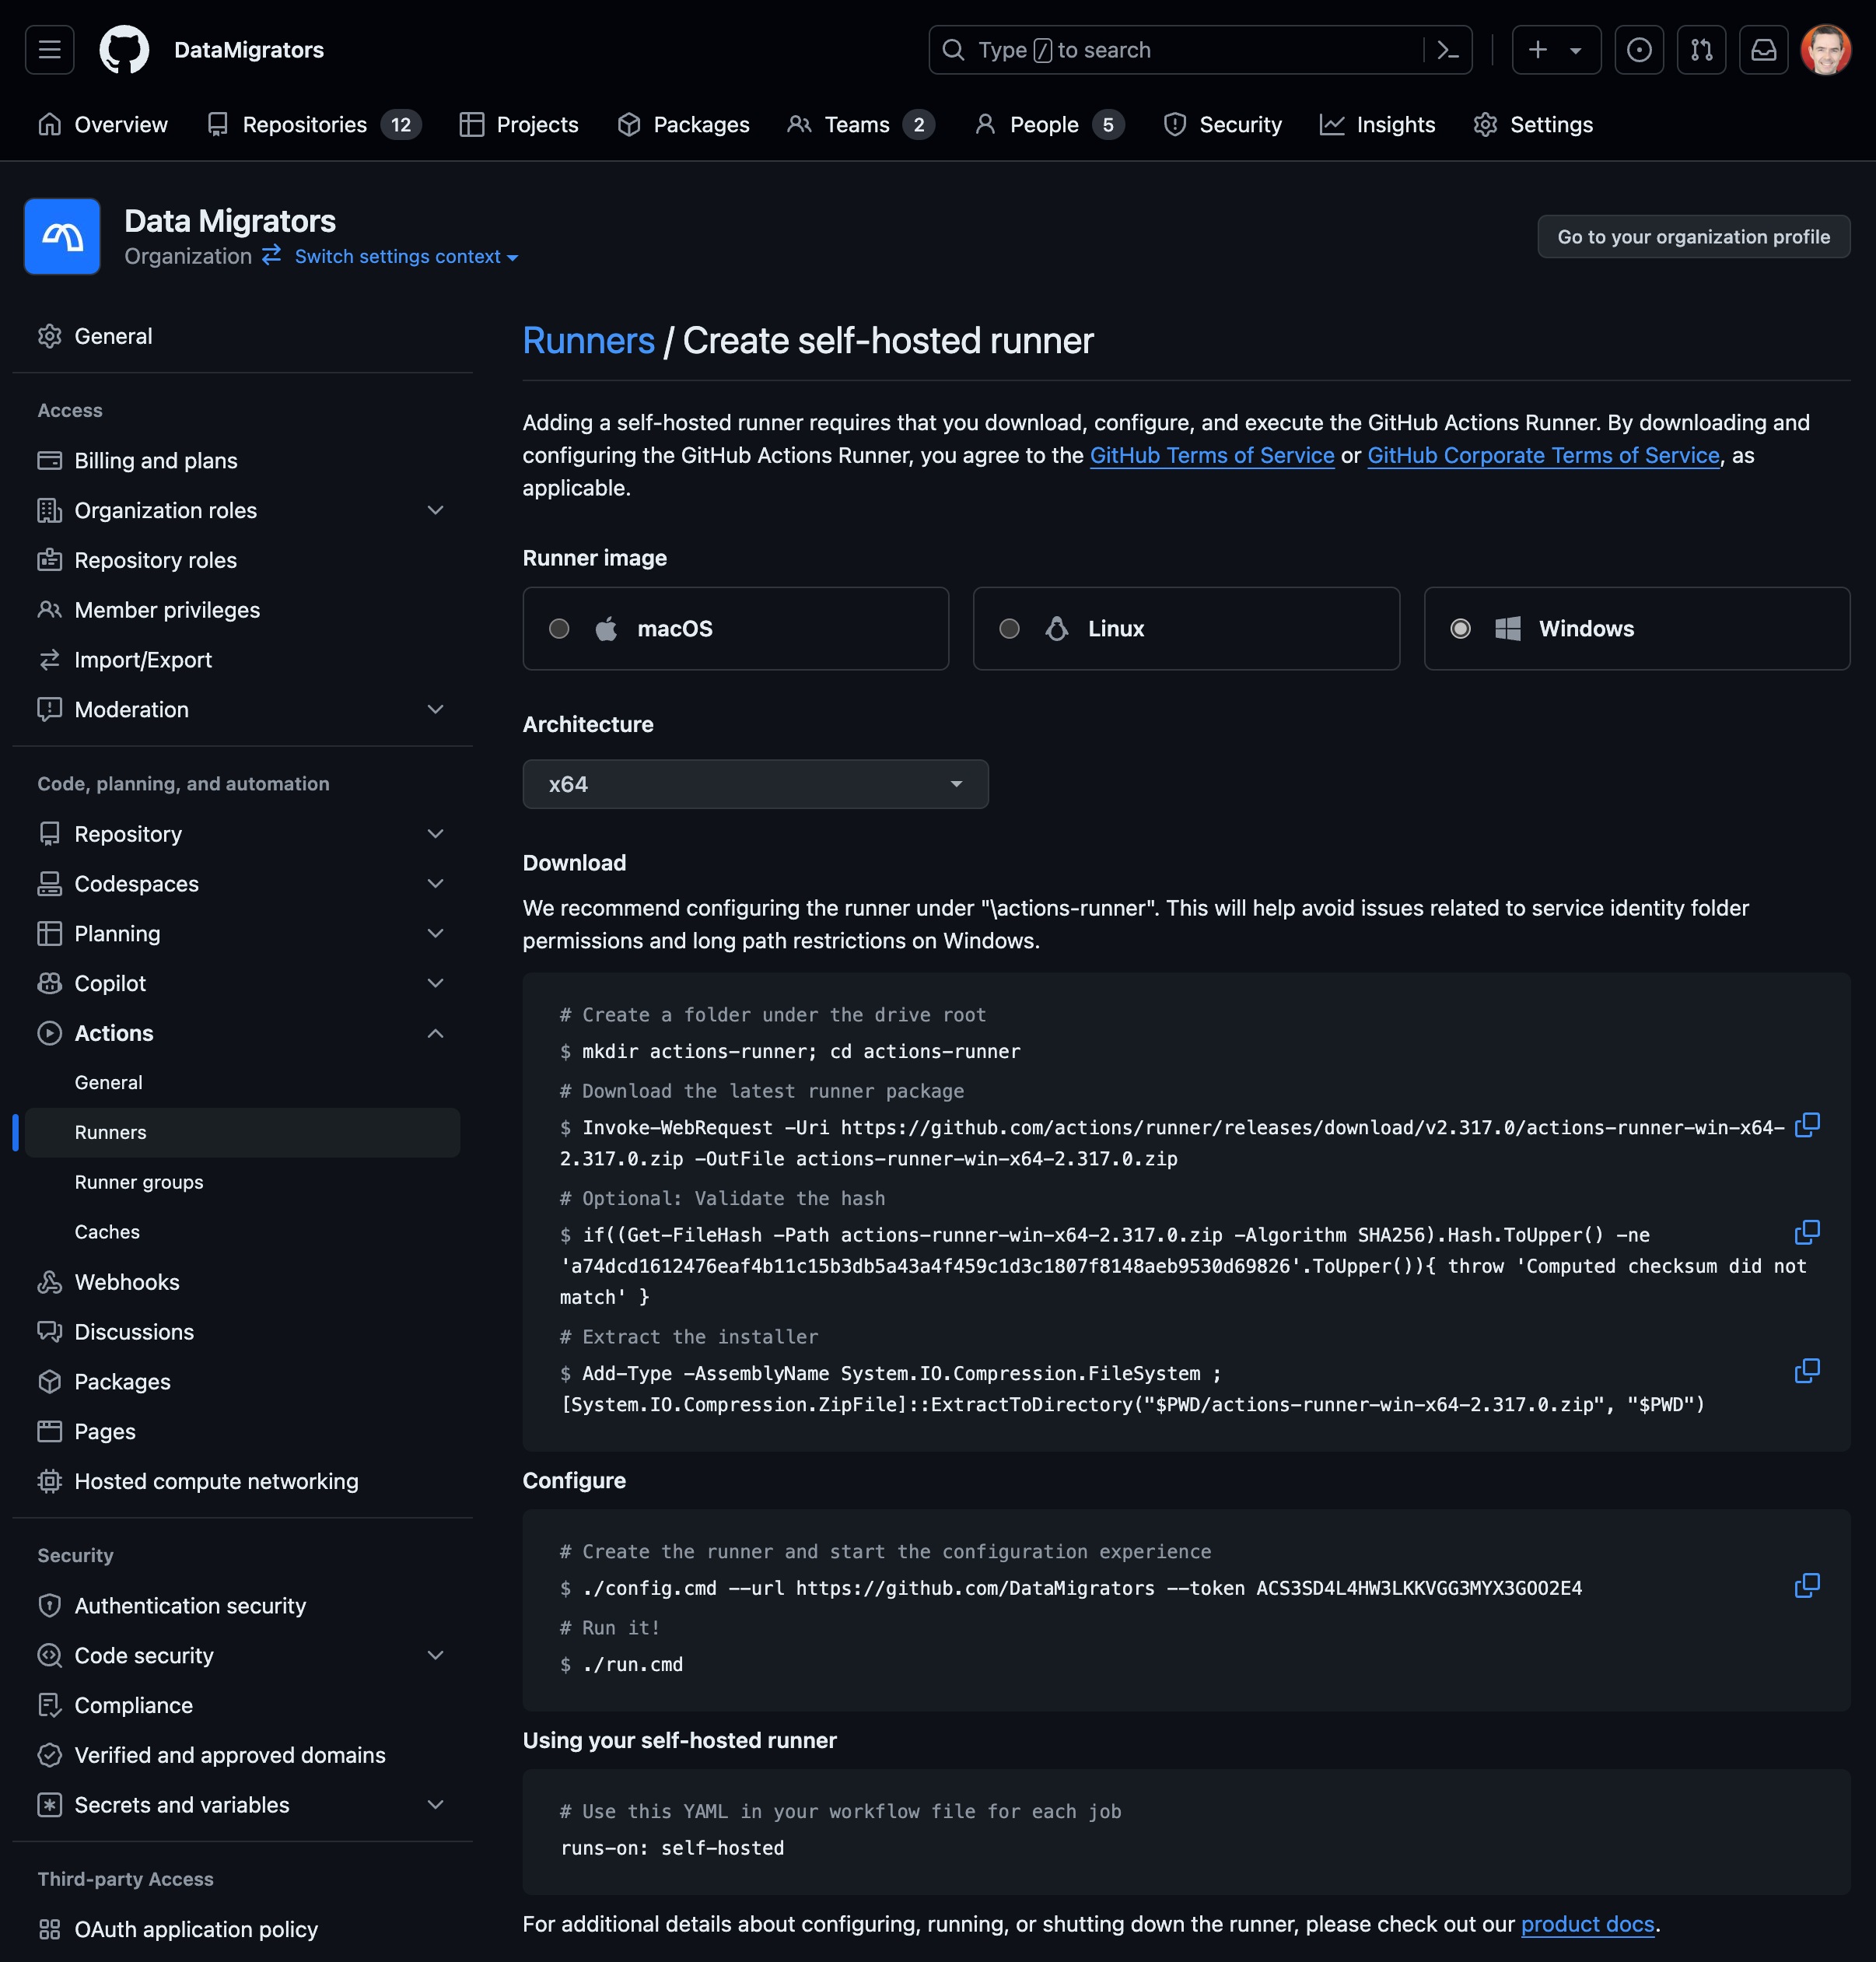 DataMigrators
Type / to search
Overview
Repositories 12
Projects
Packages
Teams 2
People 5
Security
Insights
Settings
Data Migrators
Organization Switch settings context
Go to your organization profile
General
Access
Billing and plans
Organization roles
Repository roles
Member privileges
Import/Export
Moderation
Code, planning, and automation
Repository
Codespaces
Planning
Copilot
Actions
General
Runners
Runner groups
Caches
Webhooks
Discussions
Packages
Pages
Hosted compute networking
Security
Authentication security
Code security
Compliance
Verified and approved domains
Secrets and variables
Third-party Access
OAuth application policy
Runners / Create self-hosted runner
Adding a self-hosted runner requires that you download, configure, and execute the GitHub Actions Runner. By downloading and
configuring the GitHub Actions Runner, you agree to the GitHub Terms of Service or GitHub Corporate Terms of Service, as
applicable.
Runner image
macOS
Linux
Windows
Architecture
x64
Download
We recommend configuring the runner under "\actions-runner". This will help avoid issues related to service identity folder
permissions and long path restrictions on Windows.
# Create a folder under the drive root
$ mkdir actions-runner; cd actions-runner
# Download the latest runner package
$ Invoke-WebRequest -Uri https://github.com/actions/runner/releases/download/v2.317.0/actions-runner-win-x64-
2.317.0.zip -OutFile actions-runner-win-x64-2.317.0.zip
# Optional: Validate the hash
$ if((Get-FileHash -Path actions-runner-win-x64-2.317.0.zip -Algorithm SHA256).Hash.ToUpper() -ne
'a74dcd1612476eaf4b11c15b3db5a43a4f459c1d3c1807f8148aeb9530d69826'.ToUpper()){ throw 'Computed checksum did not
match' }
# Extract the installer
$ Add-Type -AssemblyName System.IO.Compression.FileSystem ;
[System.IO.Compression.ZipFile]::ExtractToDirectory("$PWD/actions-runner-win-x64-2.317.0.zip", "$PWD")
Configure
# Create the runner and start the configuration experience
$ ./config.cmd --url https://github.com/DataMigrators --token ACS3SD4L4HW3LKKVGG3MYX3GOO2E4
# Run it!
$ ./run.cmd
Using your self-hosted runner
# Use this YAML in your workflow file for each job
runs-on: self-hosted
For additional details about configuring, running, or shutting down the runner, please check out our product docs.